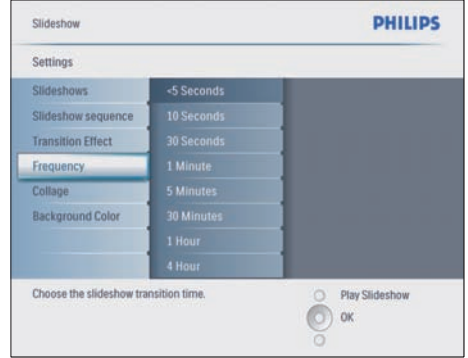 Slideshow
PHILIPS
Settings
Slideshows
Slideshow sequence
Transition Effect
Frequency
Collage
Background Color
<5 Seconds
10 Seconds
30 Seconds
1 Minute
5 Minutes
30 Minutes
1 Hour
4 Hour
Choose the slideshow transition time.
Play Slideshow
OK